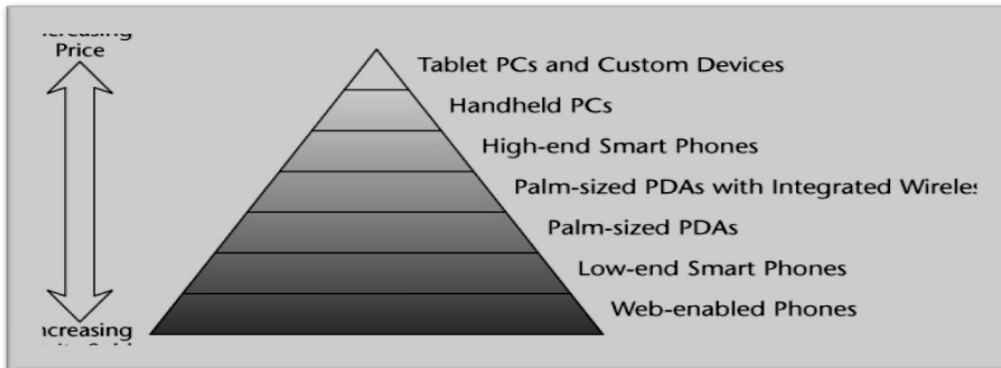 Price
Tablet PCs and Custom Devices
Handheld PCs
High-end Smart Phones
Palm-sized PDAs with Integrated
Palm-sized PDAs
Low-end Smart Phones
Web-enabled Phones